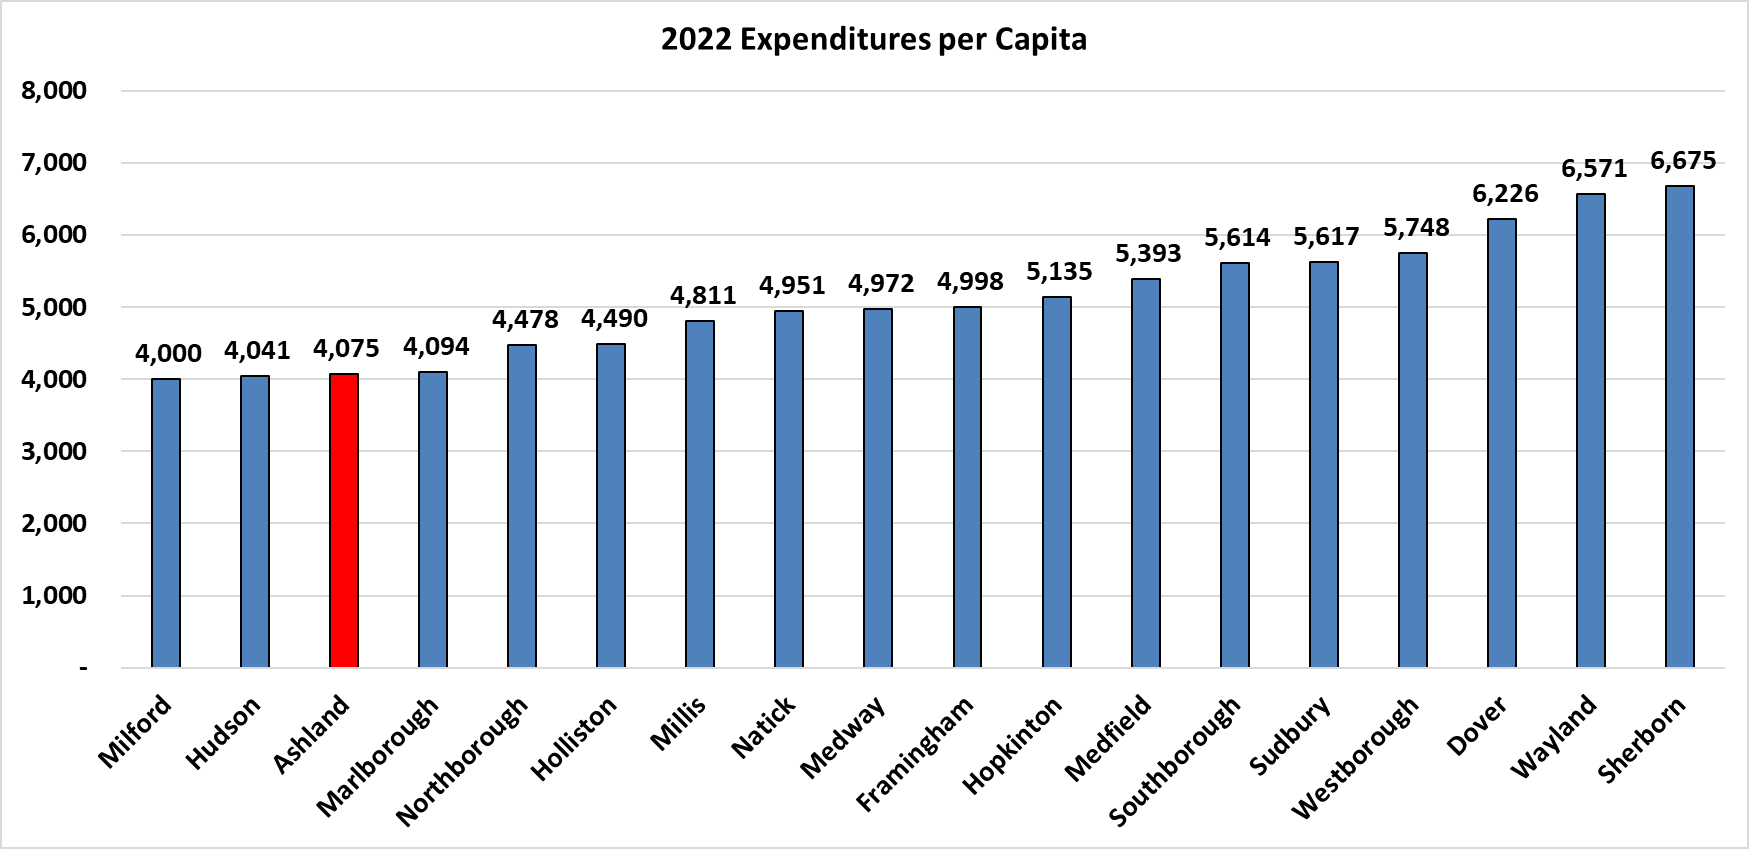 2022 Expenditures per Capita
8,000
7,000
6,000
5,000
4,000
3,000
2,000
1,000
-
4,000
4,041
4,075
4,094
4,478
4,490
4,811
4,951
4,972
4,998
5,135
5,393
5,614
5,617
5,748
6,226
6,571
6,675
Milford
Hudson
Ashland
Marlborough
Northborough
Holliston
Millis
Natick
Medway
Framingham
Hopkinton
Medfield
Southborough
Sudbury
Westborough
Dover
Wayland
Sherborn